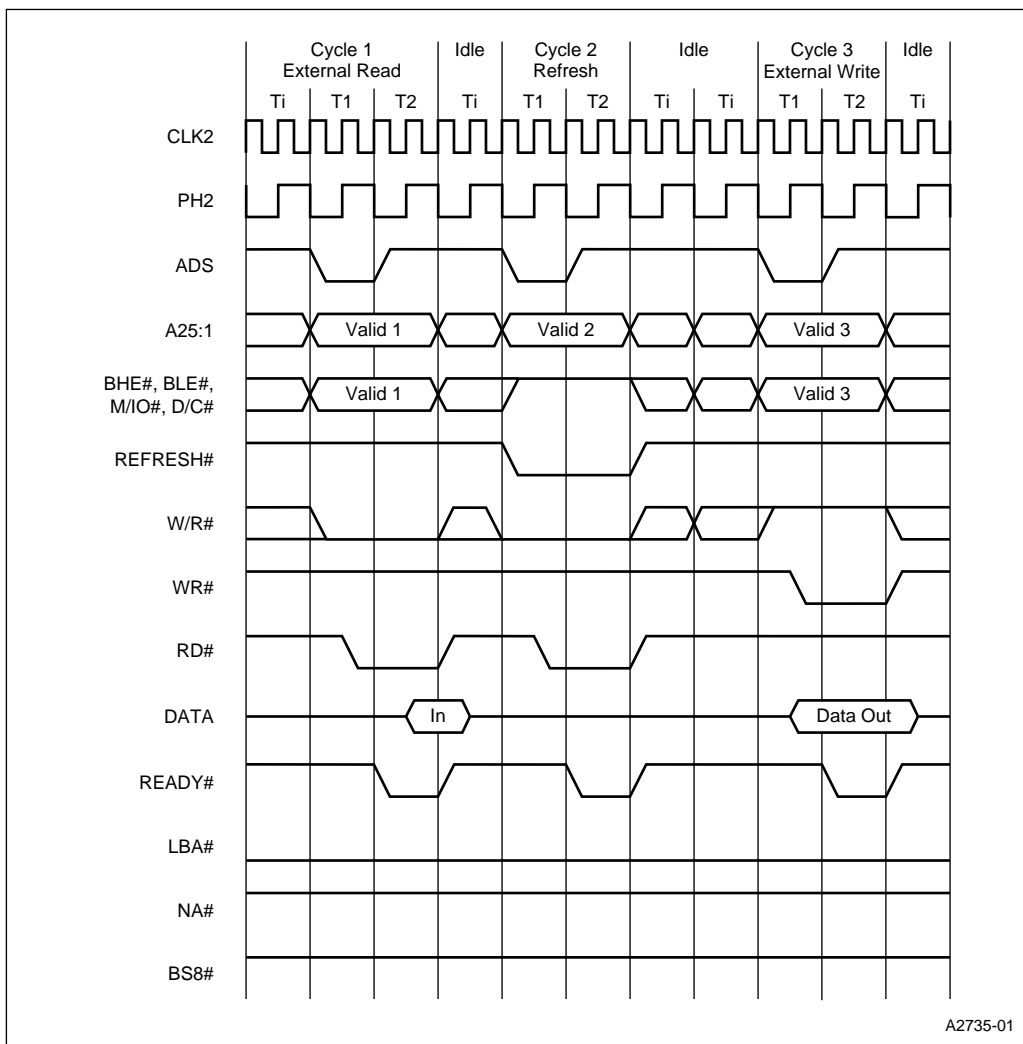 Cycle 1 Idle Cycle 2 Idle Cycle 3 Idle
External Read Refresh External Write
Ti T1 T2 Ti T1 T2 Ti Ti T1 T2 Ti
CLK2
PH2
ADS
A25:1 Valid 1 Valid 2 Valid 3
BHE#, BLE#,
M/IO#, D/C# Valid 1 Valid 3
REFRESH#
W/R#
WR#
RD#
DATA In Data Out
READY#
LBA#
NA#
BS8#
A2735-01